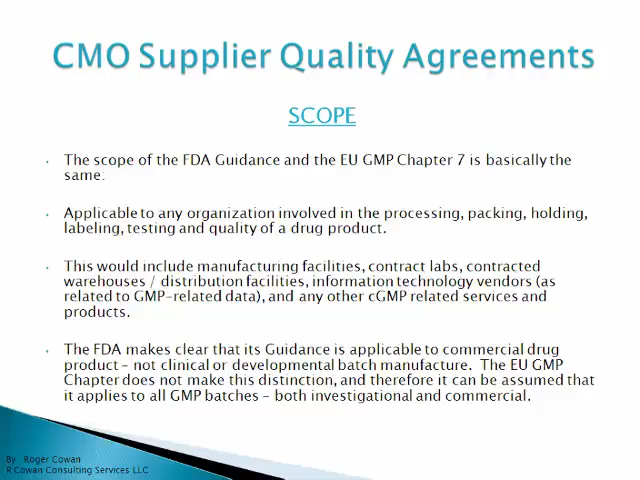 CMO Supplier Quality Agreements
SCOPE
• The scope of the FDA Guidance and the EU GMP Chapter 7 is basically the
same.
• Applicable to any organization involved in the processing, packing, holding,
labeling, testing and quality of a drug product.
• This would include manufacturing facilities, contract labs, contracted
warehouses / distribution facilities, information technology vendors (as
related to GMP-related data), and any other cGMP related services and
products.
• The FDA makes clear that its Guidance is applicable to commercial drug
product - not clinical or developmental batch manufacture. The EU GMP
Chapter does not make this distinction, and therefore it can be assumed that
it applies to all GMP batches - both investigational and commercial.
By: Roger Cowan
R Cowan Consulting Services LLC